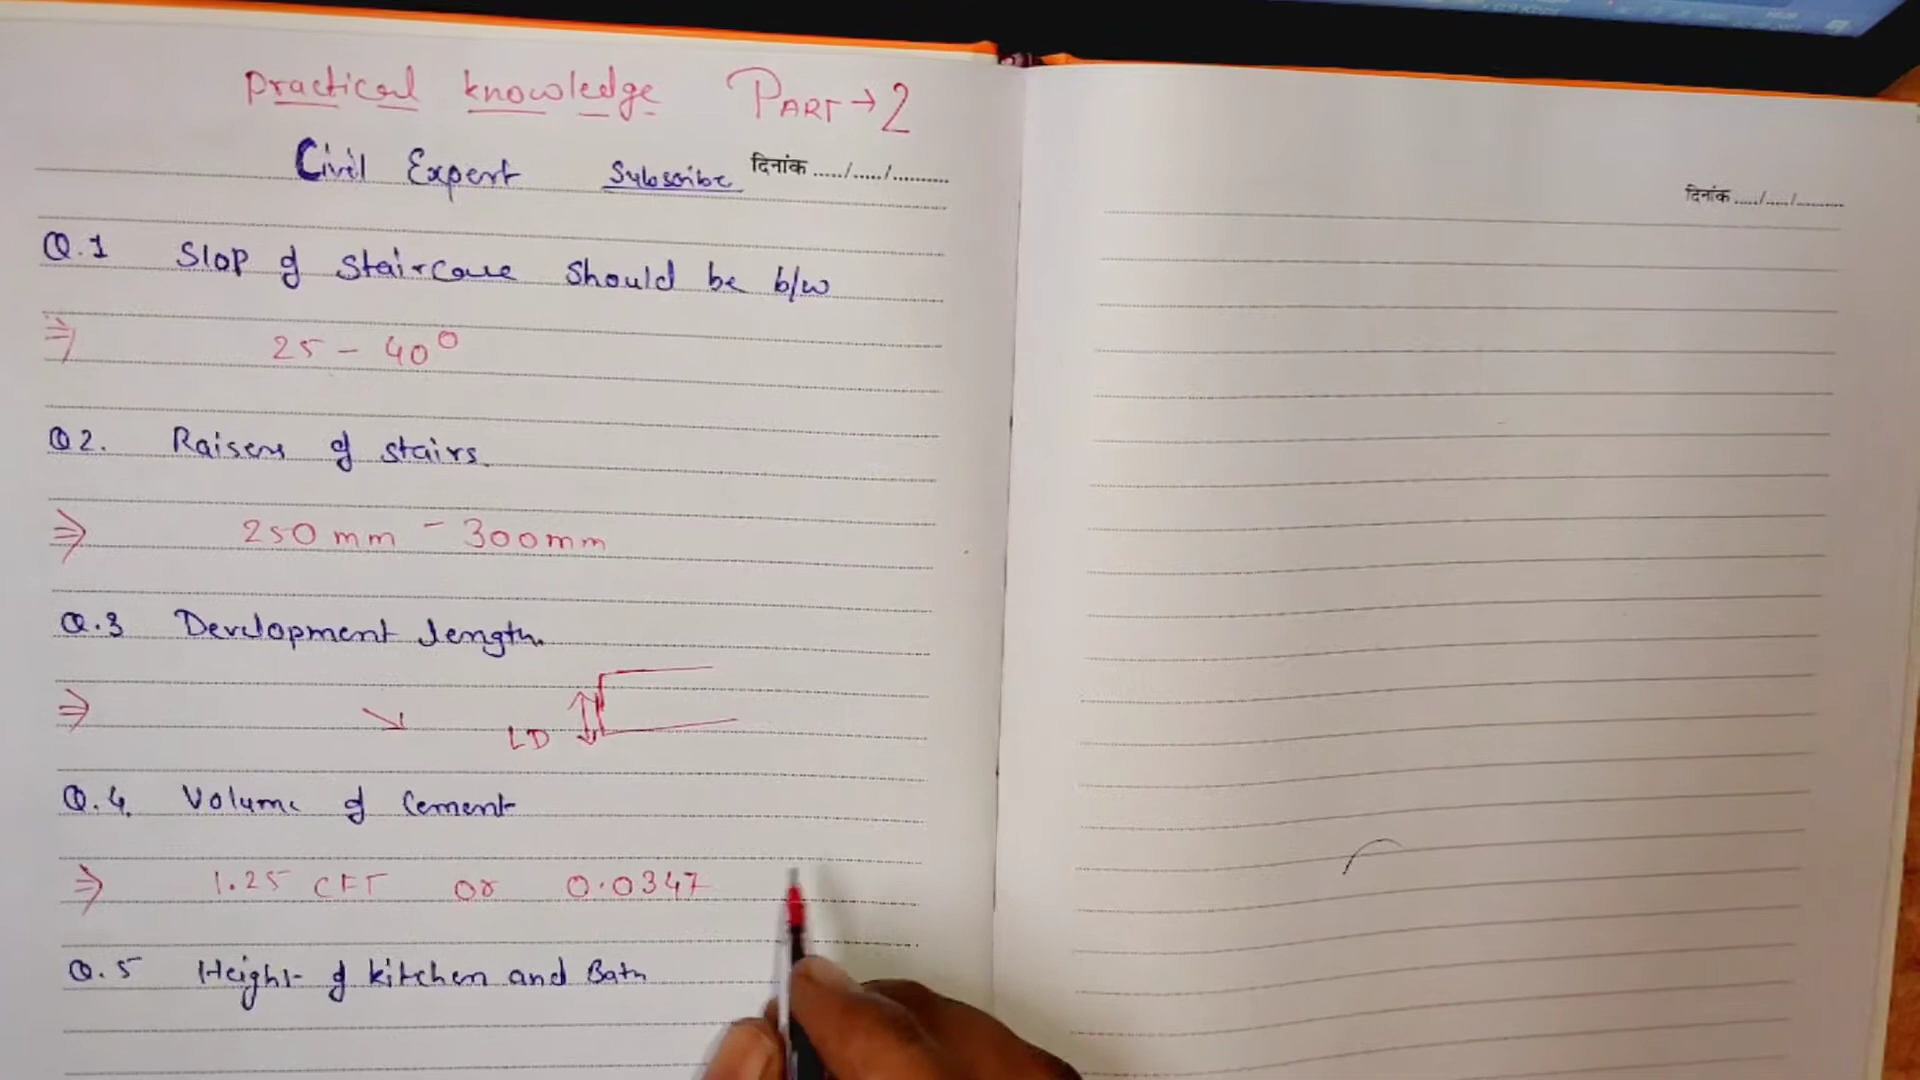 Practical knowledge PART → 2
Civil Expert Subscribe दिनांक ...../...../..........
दिनांक ...../...../..........
Q.1 Slop of staircase should be b/w
⇒ 25 - 40°
Q2. Raisers of stairs.
⇒ 250 mm - 300mm
Q.3 Development length.
⇒
LD
Q.4. Volume of Cement
⇒ 1.25 CFT or 0.0347
Q.5 Height of kitchen and Bath